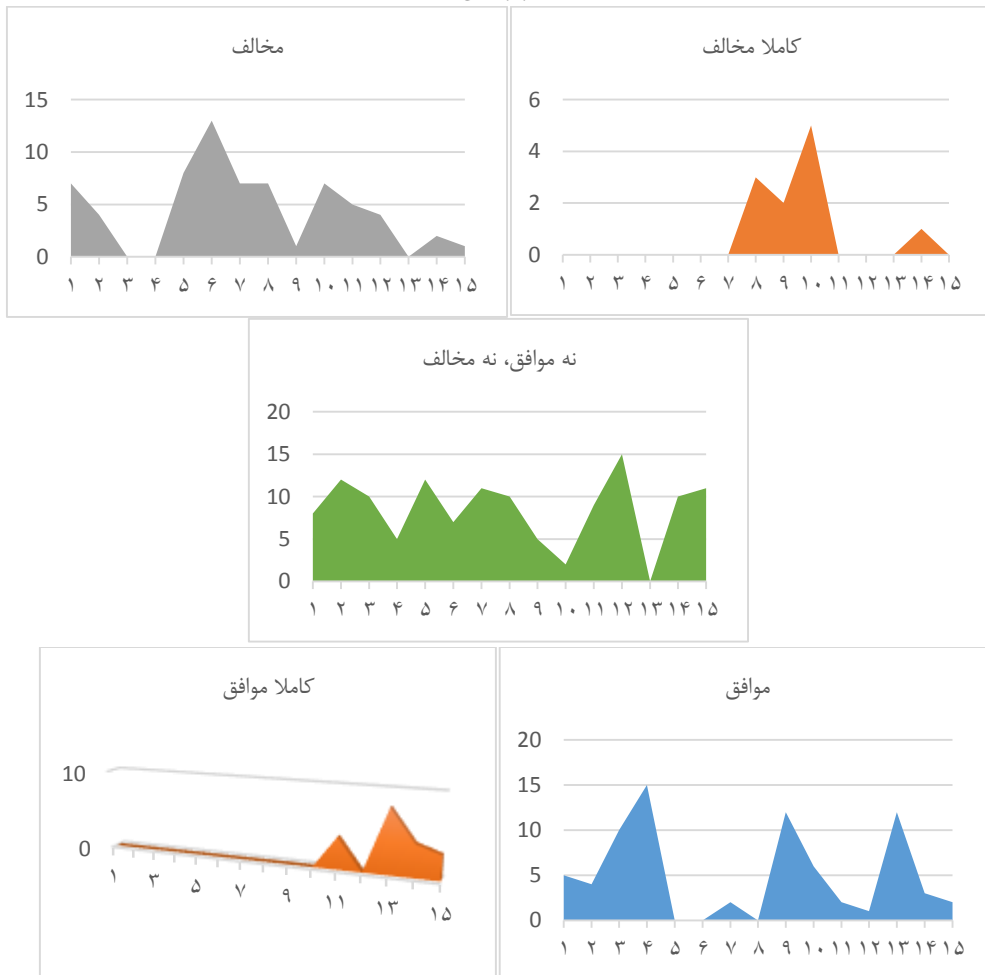 کاملا مخالف
6
4
2
0
۱ ۲ ۳ ۴ ۵ ۶ ۷ ۸ ۹ ۱۰ ۱۱ ۱۲ ۱۳ ۱۴ ۱۵
مخالف
15
10
5
0
۱ ۲ ۳ ۴ ۵ ۶ ۷ ۸ ۹ ۱۰ ۱۱ ۱۲ ۱۳ ۱۴ ۱۵
نه موافق، نه مخالف
20
15
10
5
0
۱ ۲ ۳ ۴ ۵ ۶ ۷ ۸ ۹ ۱۰ ۱۱ ۱۲ ۱۳ ۱۴ ۱۵
موافق
20
15
10
5
0
۱ ۲ ۳ ۴ ۵ ۶ ۷ ۸ ۹ ۱۰ ۱۱ ۱۲ ۱۳ ۱۴ ۱۵
کاملا موافق
10
0
۱ ۳ ۵ ۷ ۹ ۱۱ ۱۳ ۱۵